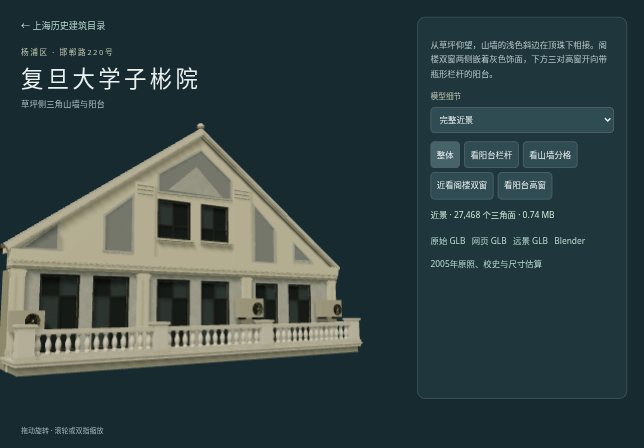 ← 上海历史建筑目录
杨浦区 · 邯郸路220号
复旦大学子彬院
草坪侧三角山墙与阳台
从草坪仰望，山墙的浅色斜边在顶珠下相接。阁
楼双窗两侧嵌着灰色饰面，下方三对高窗开向带
瓶形栏杆的阳台。
模型细节
完整近景
整体 看阳台栏杆 看山墙分格
近看阁楼双窗 看阳台高窗
近景 · 27,468 个三角面 · 0.74 MB
原始 GLB 网页 GLB 远景 GLB Blender
2005年原照、校史与尺寸估算
拖动旋转 · 滚轮或双指缩放